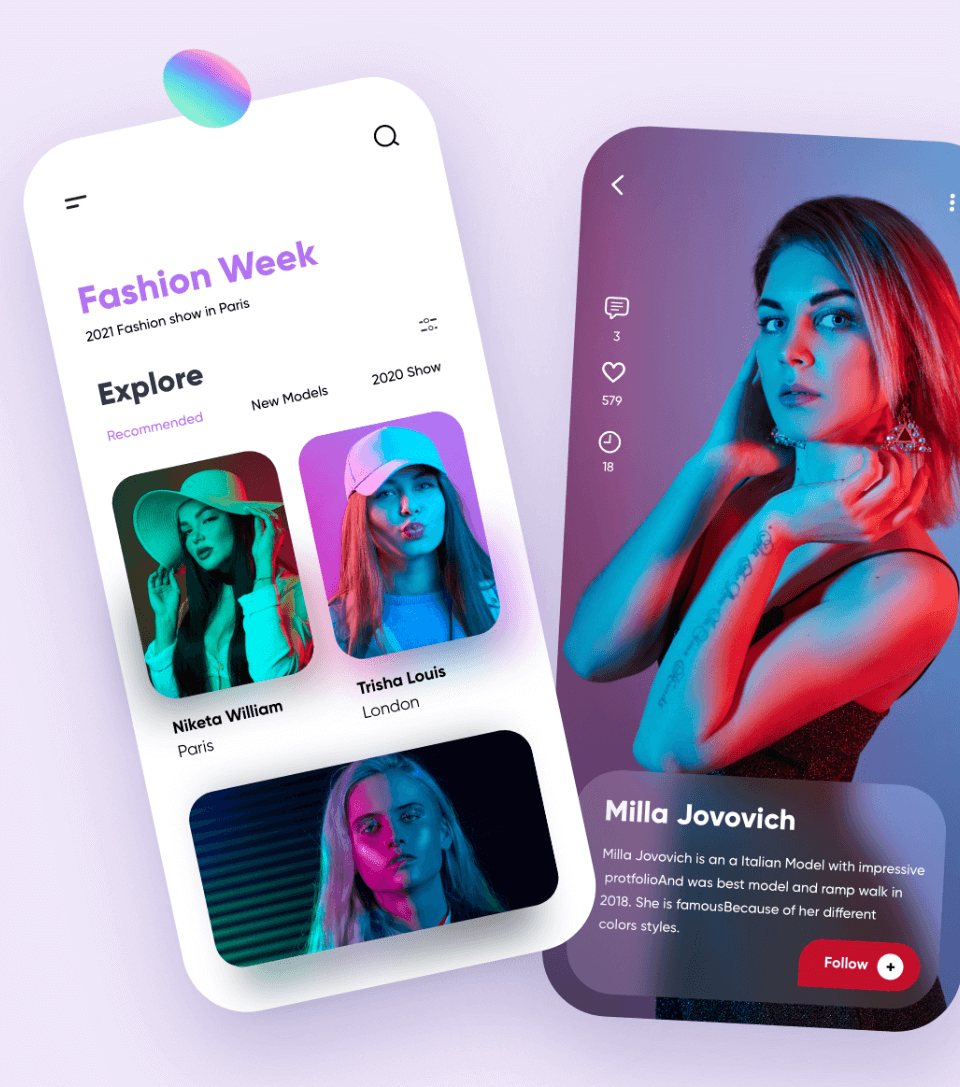 Fashion Week
2021 Fashion show in Paris
Explore
Recommended
New Models
2020 Show
Niketa William
Paris
Trisha Louis
London
3
579
18
Milla Jovovich
Milla Jovovich is an a Italian Model with impressive
protfolioAnd was best model and ramp walk in
2018. She is famousBecause of her different
colors styles.
Follow